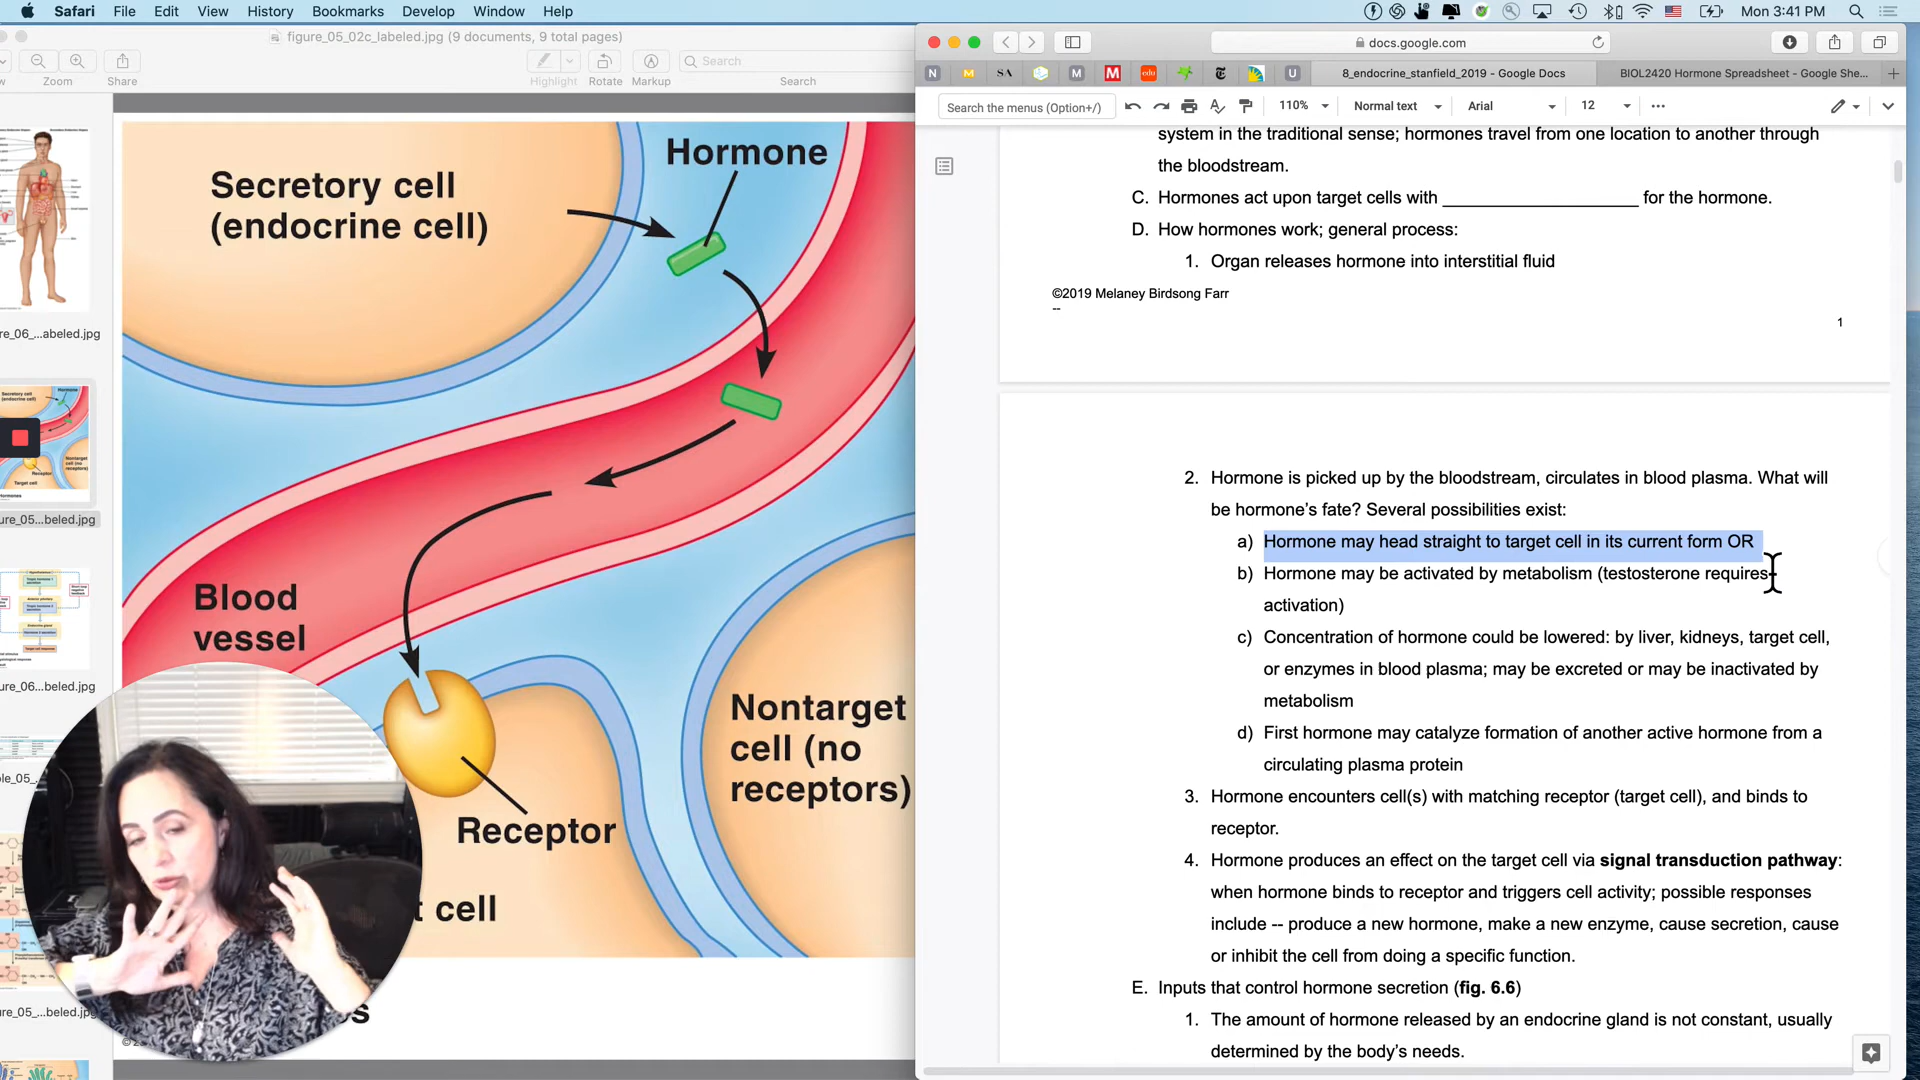 Safari File Edit View History Bookmarks Develop Window Help
Mon 3:41 PM
figure_05_02c_labeled.jpg (9 documents, 9 total pages)
Zoom
Share
Highlight
Rotate
Markup
Search
Search
re_06_...abeled.jpg
ure_05...beled.jpg
ure_06...beled.jpg
Secretory cell
(endocrine cell)
Hormone
Blood
vessel
Receptor
Nontarget
cell (no
receptors)
t cell
docs.google.com
8_endocrine_stanfield_2019 - Google Docs
BIOL2420 Hormone Spreadsheet - Google She...
Search the menus (Option+/)
110%
Normal text
Arial
12
system in the traditional sense; hormones travel from one location to another through
the bloodstream.
C. Hormones act upon target cells with ____________________ for the hormone.
D. How hormones work; general process:
1. Organ releases hormone into interstitial fluid
©2019 Melaney Birdsong Farr
--
1
2. Hormone is picked up by the bloodstream, circulates in blood plasma. What will
be hormone's fate? Several possibilities exist:
a) Hormone may head straight to target cell in its current form OR
b) Hormone may be activated by metabolism (testosterone requires
activation)
c) Concentration of hormone could be lowered: by liver, kidneys, target cell,
or enzymes in blood plasma; may be excreted or may be inactivated by
metabolism
d) First hormone may catalyze formation of another active hormone from a
circulating plasma protein
3. Hormone encounters cell(s) with matching receptor (target cell), and binds to
receptor.
4. Hormone produces an effect on the target cell via signal transduction pathway:
when hormone binds to receptor and triggers cell activity; possible responses
include -- produce a new hormone, make a new enzyme, cause secretion, cause
or inhibit the cell from doing a specific function.
E. Inputs that control hormone secretion (fig. 6.6)
1. The amount of hormone released by an endocrine gland is not constant, usually
determined by the body's needs.